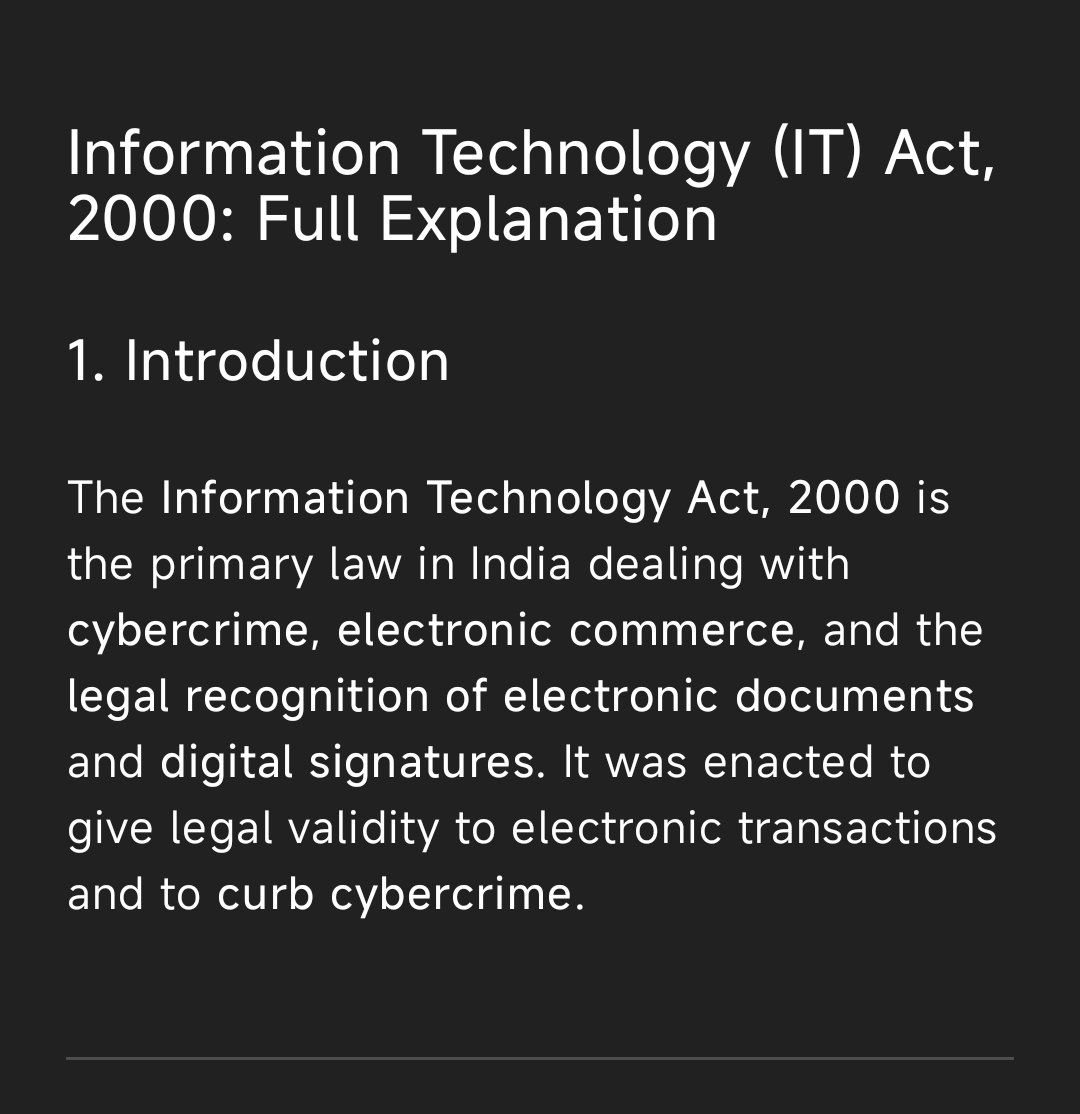 Information Technology (IT) Act,
2000: Full Explanation
1. Introduction
The Information Technology Act, 2000 is
the primary law in India dealing with
cybercrime, electronic commerce, and the
legal recognition of electronic documents
and digital signatures. It was enacted to
give legal validity to electronic transactions
and to curb cybercrime.